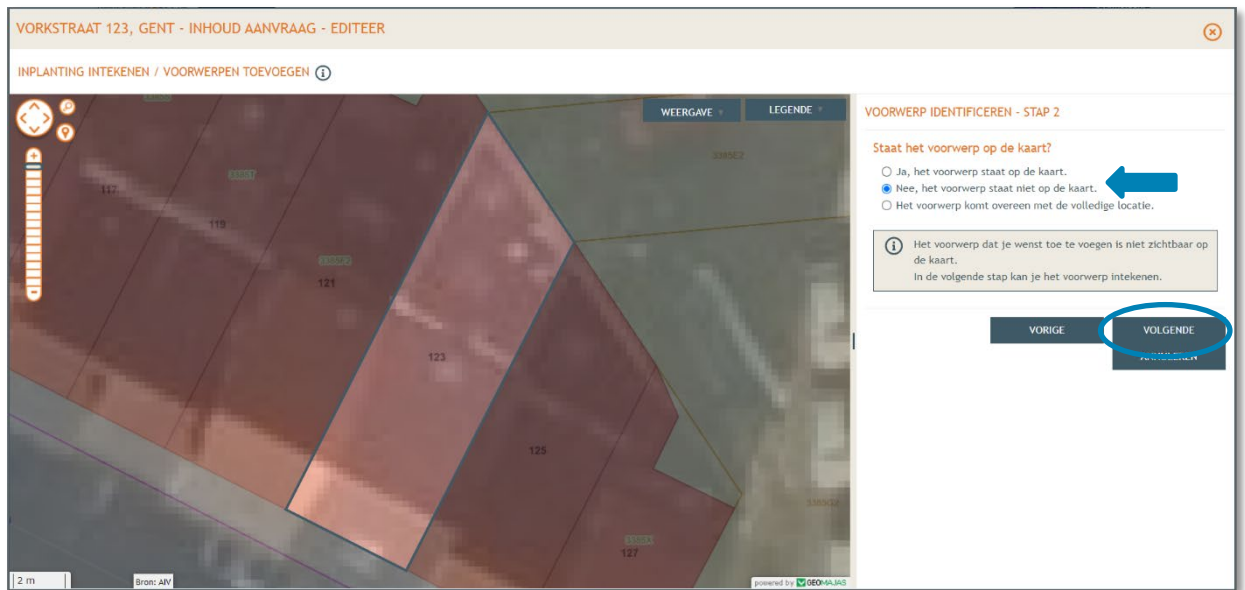 VORKSTRAAT 123, GENT - INHOUD AANVRAAG - EDITEER
INPLANTING INTEKENEN / VOORWERPEN TOEVOEGEN
WEERGAVE
LEGENDE
VOORWERP IDENTIFICEREN - STAP 2
Staat het voorwerp op de kaart?
Ja, het voorwerp staat op de kaart.
Nee, het voorwerp staat niet op de kaart.
Het voorwerp komt overeen met de volledige locatie.
Het voorwerp dat je wenst toe te voegen is niet zichtbaar op
de kaart.
In de volgende stap kan je het voorwerp intekenen.
VORIGE
VOLGENDE
117
119
121
123
125
127
2 m
Bron: AIV
powered by GEOMAJAS